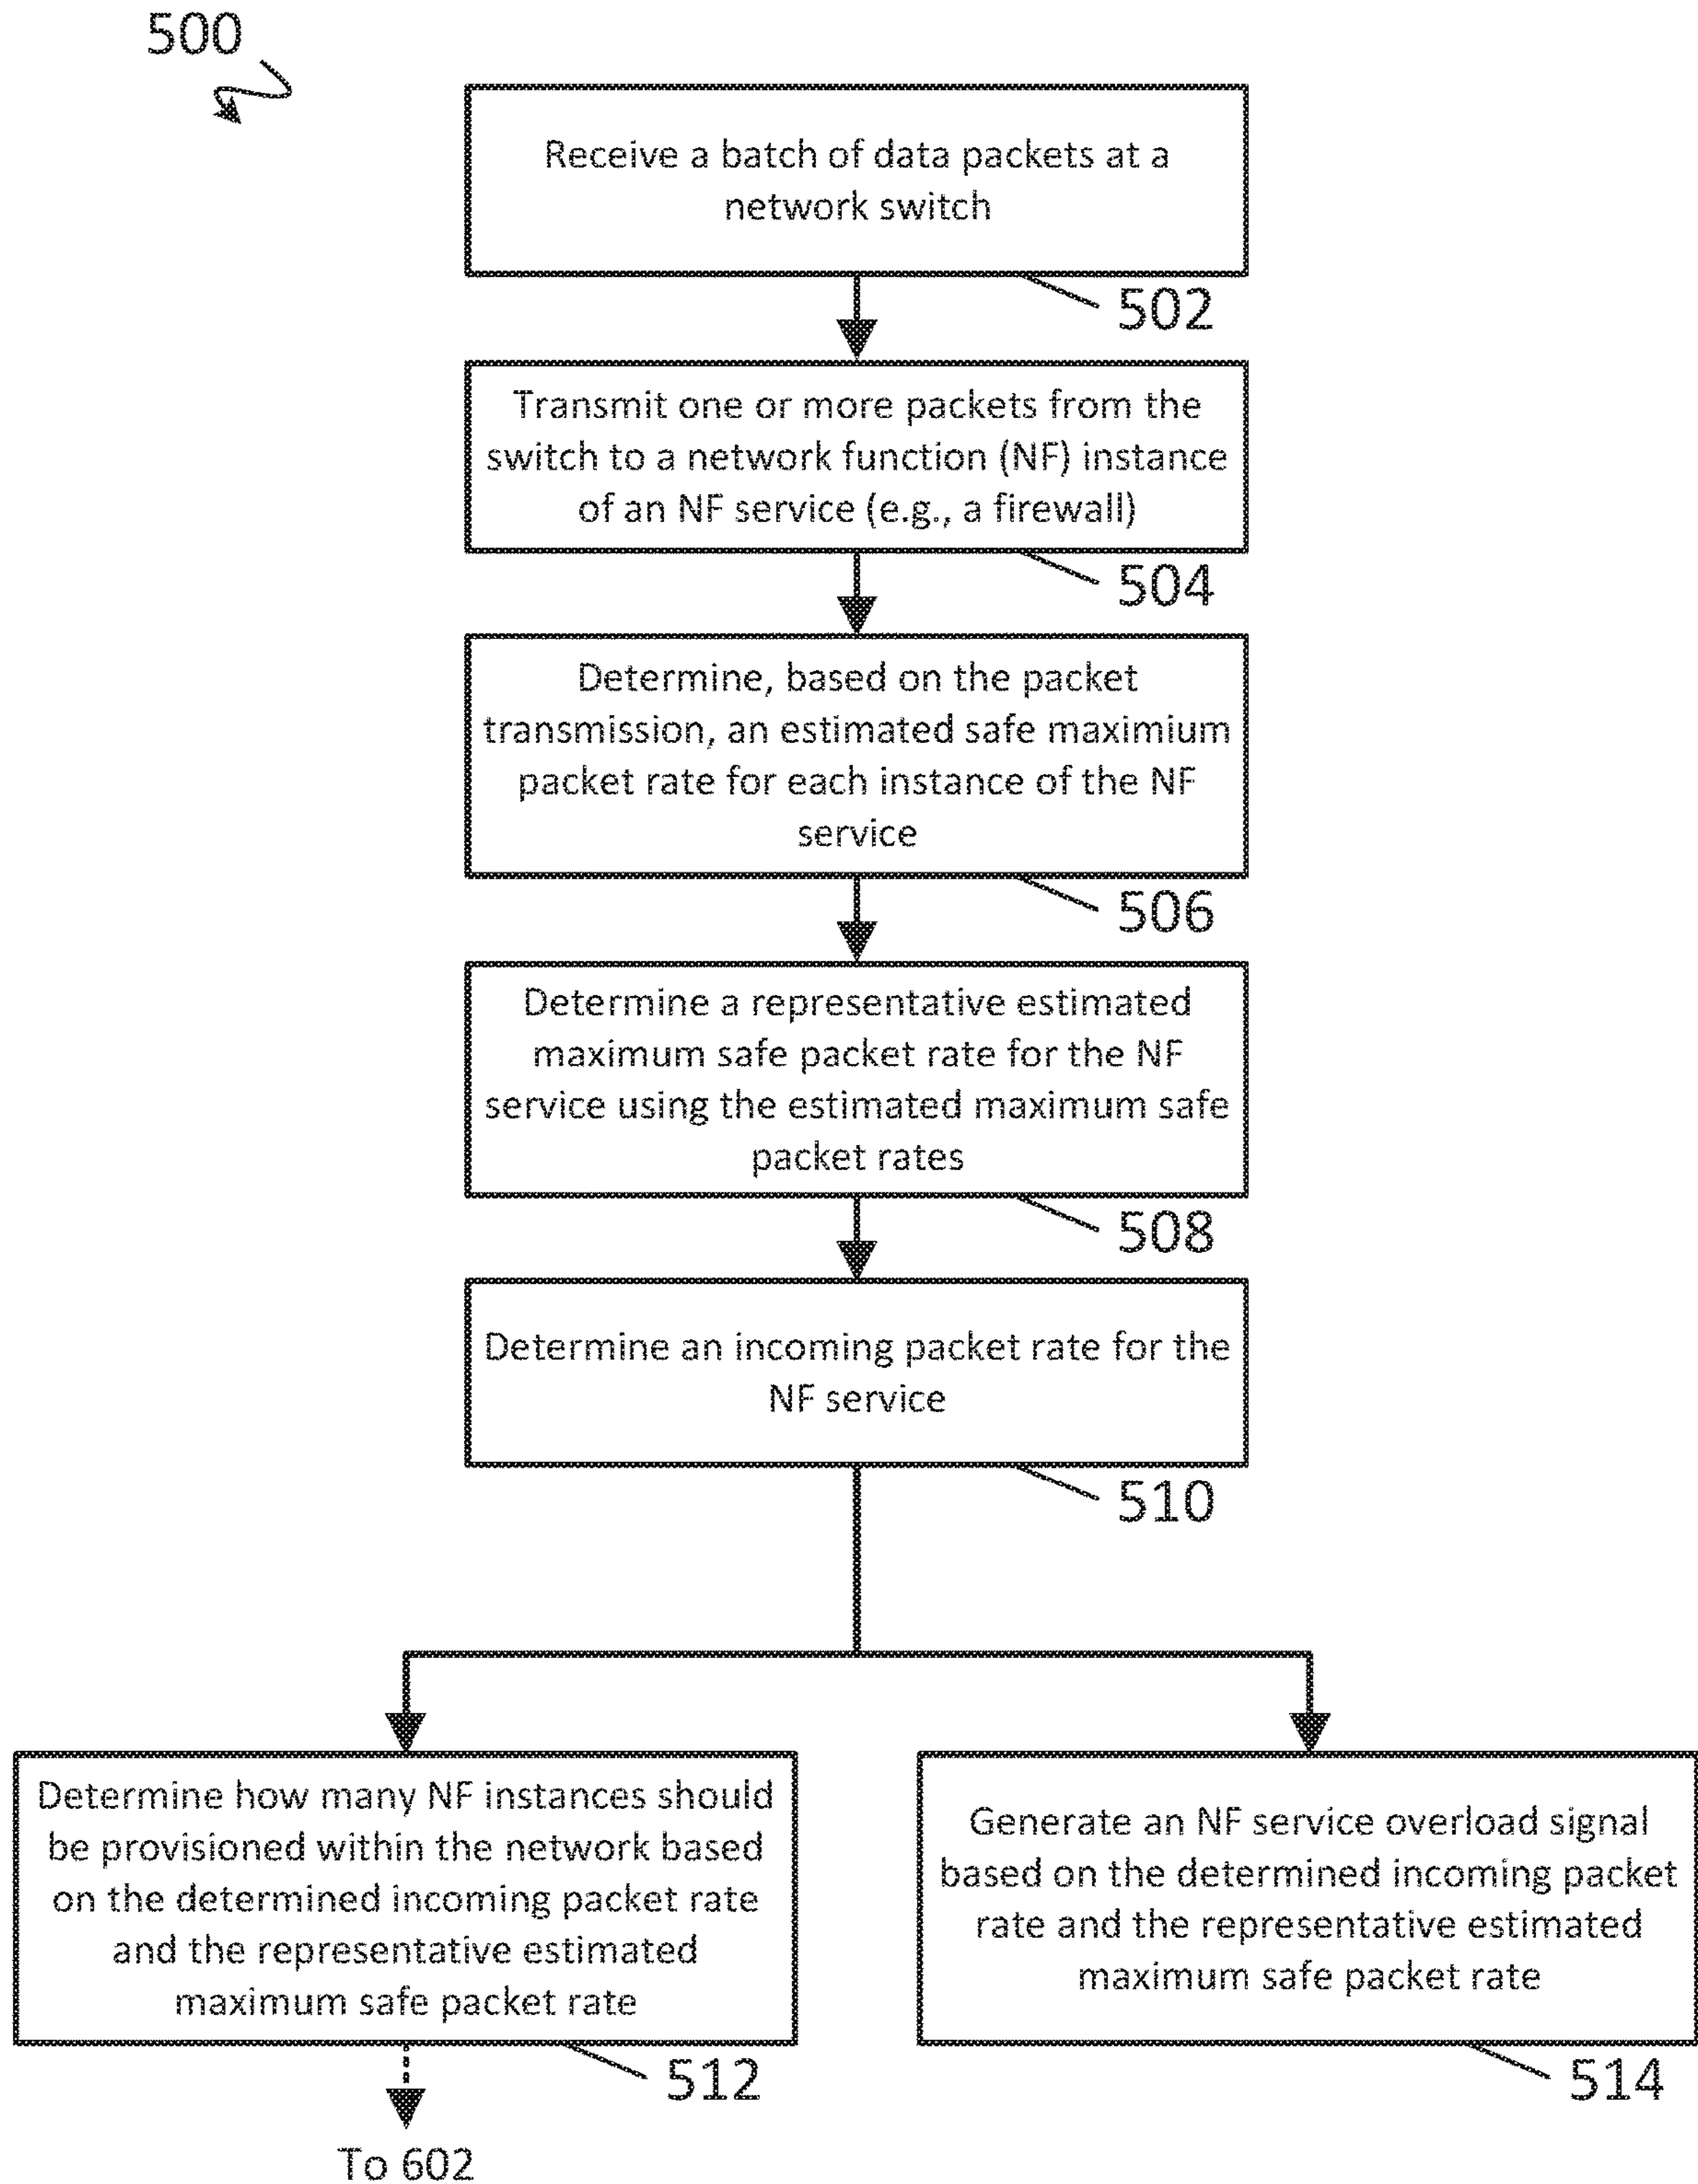 500
Receive a batch of data packets at a
network switch
502
Transmit one or more packets from the
switch to a network function (NF) instance
of an NF service (e.g., a firewall)
504
Determine, based on the packet
transmission, an estimated safe maximium
packet rate for each instance of the NF
service
506
Determine a representative estimated
maximum safe packet rate for the NF
service using the estimated maximum safe
packet rates
508
Determine an incoming packet rate for the
NF service
510
Determine how many NF instances should
be provisioned within the network based
on the determined incoming packet rate
and the representative estimated
maximum safe packet rate
512
To 602
Generate an NF service overload signal
based on the determined incoming packet
rate and the representative estimated
maximum safe packet rate
514